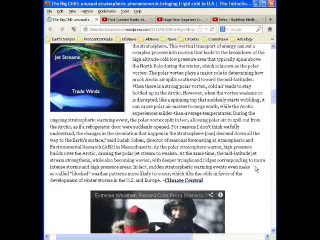 The Big Chill: unusual stratospheric phenomenon is bringing frigid cold to U.S. | The
the stratosphere. This vertical transport of energy can set a
complex process into motion that leads to the breakdown of the
high altitude cold low pressure area that typically spins above
the North Pole during the winter, which is known as the polar
vortex. The polar vortex plays a major role in determining how
much Arctic air spills southward toward the mid-latitudes.
When there is a strong polar vortex, cold air tends to stay
bottled up in the Arctic. However, when the vortex weakens or
is disrupted, like a spinning top that suddenly starts wobbling, it
can cause polar air masses to surge south, while the Arctic
experiences milder-than-average temperatures. During the
ongoing stratospheric warming event, the polar vortex split in two, allowing polar air to spill out from
the Arctic, as if a refrigerator door were suddenly opened. For reasons I don't think we fully
understand, the changes in the circulation that happen in the stratosphere [can] descend down all the
way to the Earth's surface," said Judah Cohen, director of seasonal forecasting at Atmospheric and
Environmental Research (AER) in Massachusetts. As the polar stratosphere warms, high pressure
builds over the Arctic, causing the polar jet stream to weaken. At the same time, the mid-latitude jet
stream strengthens, while also becoming wavier, with deeper troughs and ridges corresponding to more
intense storms and high pressure areas. In fact, sudden stratospheric warming events even make
so-called "blocked" weather patterns more likely to occur, which tilts the odds in favor of the
development of winter storms in the U.S. and Europe. –Climate Central
Jet Streams
Trade Winds
Extreme Weather: Record Cold From Maine to